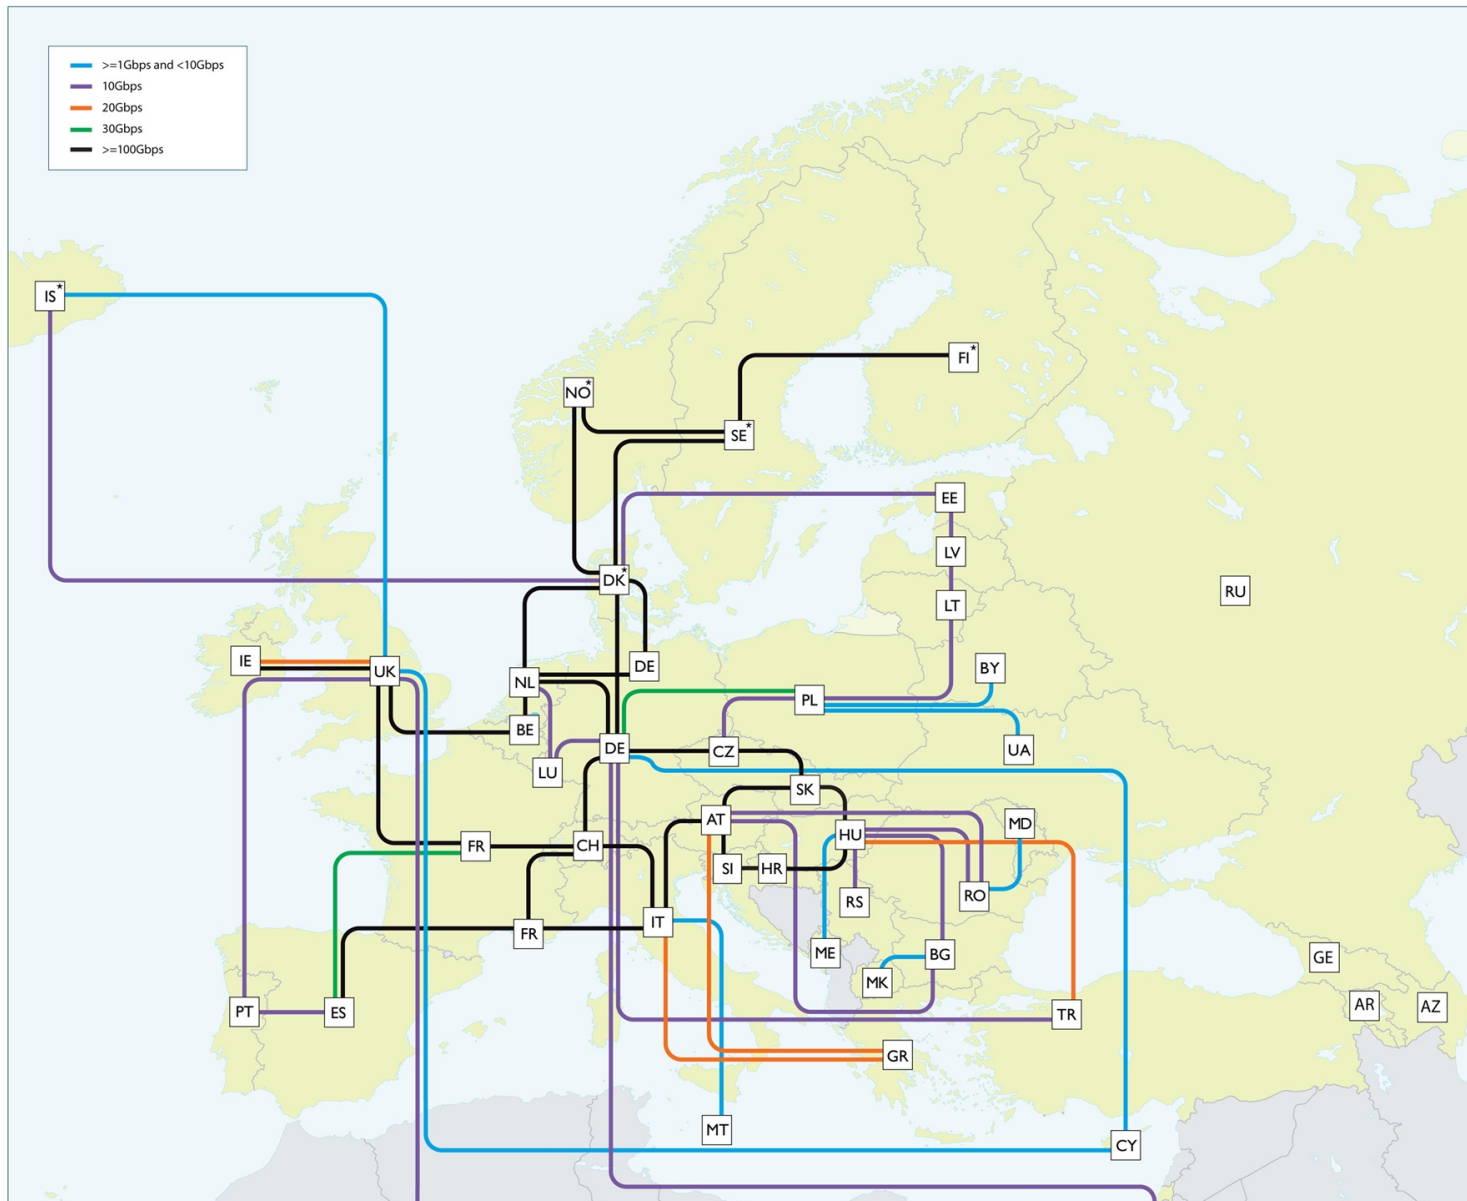 >=1Gbps and <10Gbps
10Gbps
20Gbps
30Gbps
>=100Gbps
IS*
FI*
NO*
SE*
EE
LV
DK*
RU
LT
IE
UK
NL
DE
BY
PL
BE
DE
CZ
UA
LU
SK
AT
MD
HU
FR
CH
SI
HR
RS
RO
IT
FR
ME
BG
GE
MK
PT
ES
TR
AR
AZ
GR
MT
CY